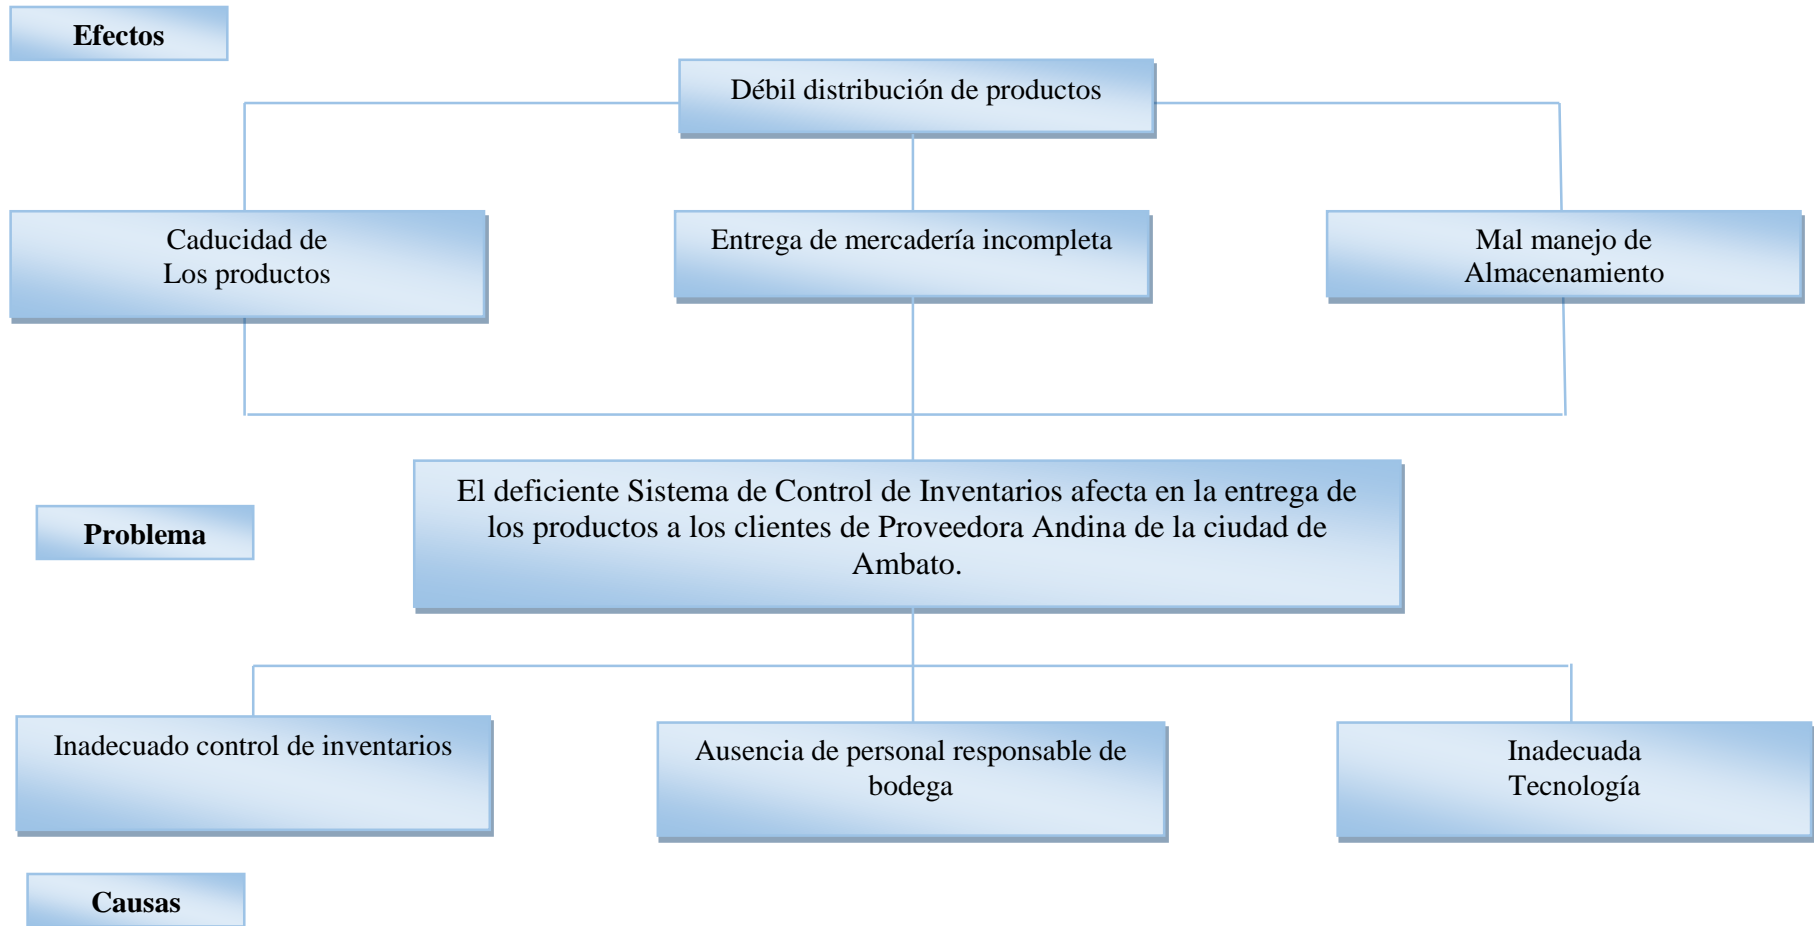 Efectos
Débil distribución de productos
Caducidad de
Los productos
Entrega de mercadería incompleta
Mal manejo de
Almacenamiento
El deficiente Sistema de Control de Inventarios afecta en la entrega de
los productos a los clientes de Proveedora Andina de la ciudad de
Ambato.
Problema
Inadecuado control de inventarios
Ausencia de personal responsable de
bodega
Inadecuada
Tecnología
Causas